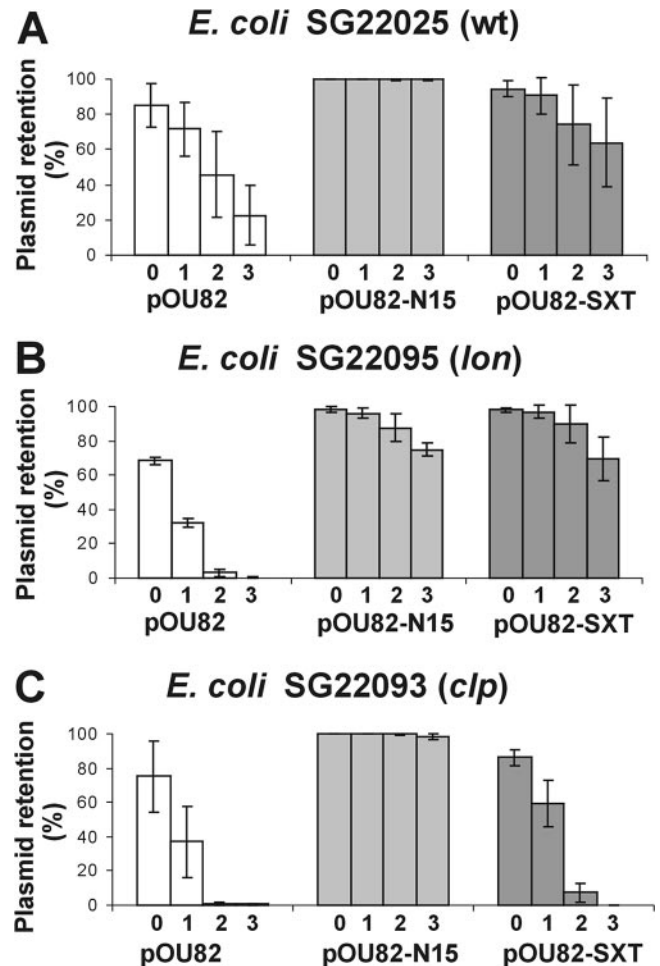 A
E. coli SG22025 (wt)
Plasmid retention
(%)
100
80
60
40
20
0
0 1 2 3 0 1 2 3 0 1 2 3
pOU82 pOU82-N15 pOU82-SXT
B
E. coli SG22095 (lon)
Plasmid retention
(%)
100
80
60
40
20
0
0 1 2 3 0 1 2 3 0 1 2 3
pOU82 pOU82-N15 pOU82-SXT
C
E. coli SG22093 (clp)
Plasmid retention
(%)
100
80
60
40
20
0
0 1 2 3 0 1 2 3 0 1 2 3
pOU82 pOU82-N15 pOU82-SXT